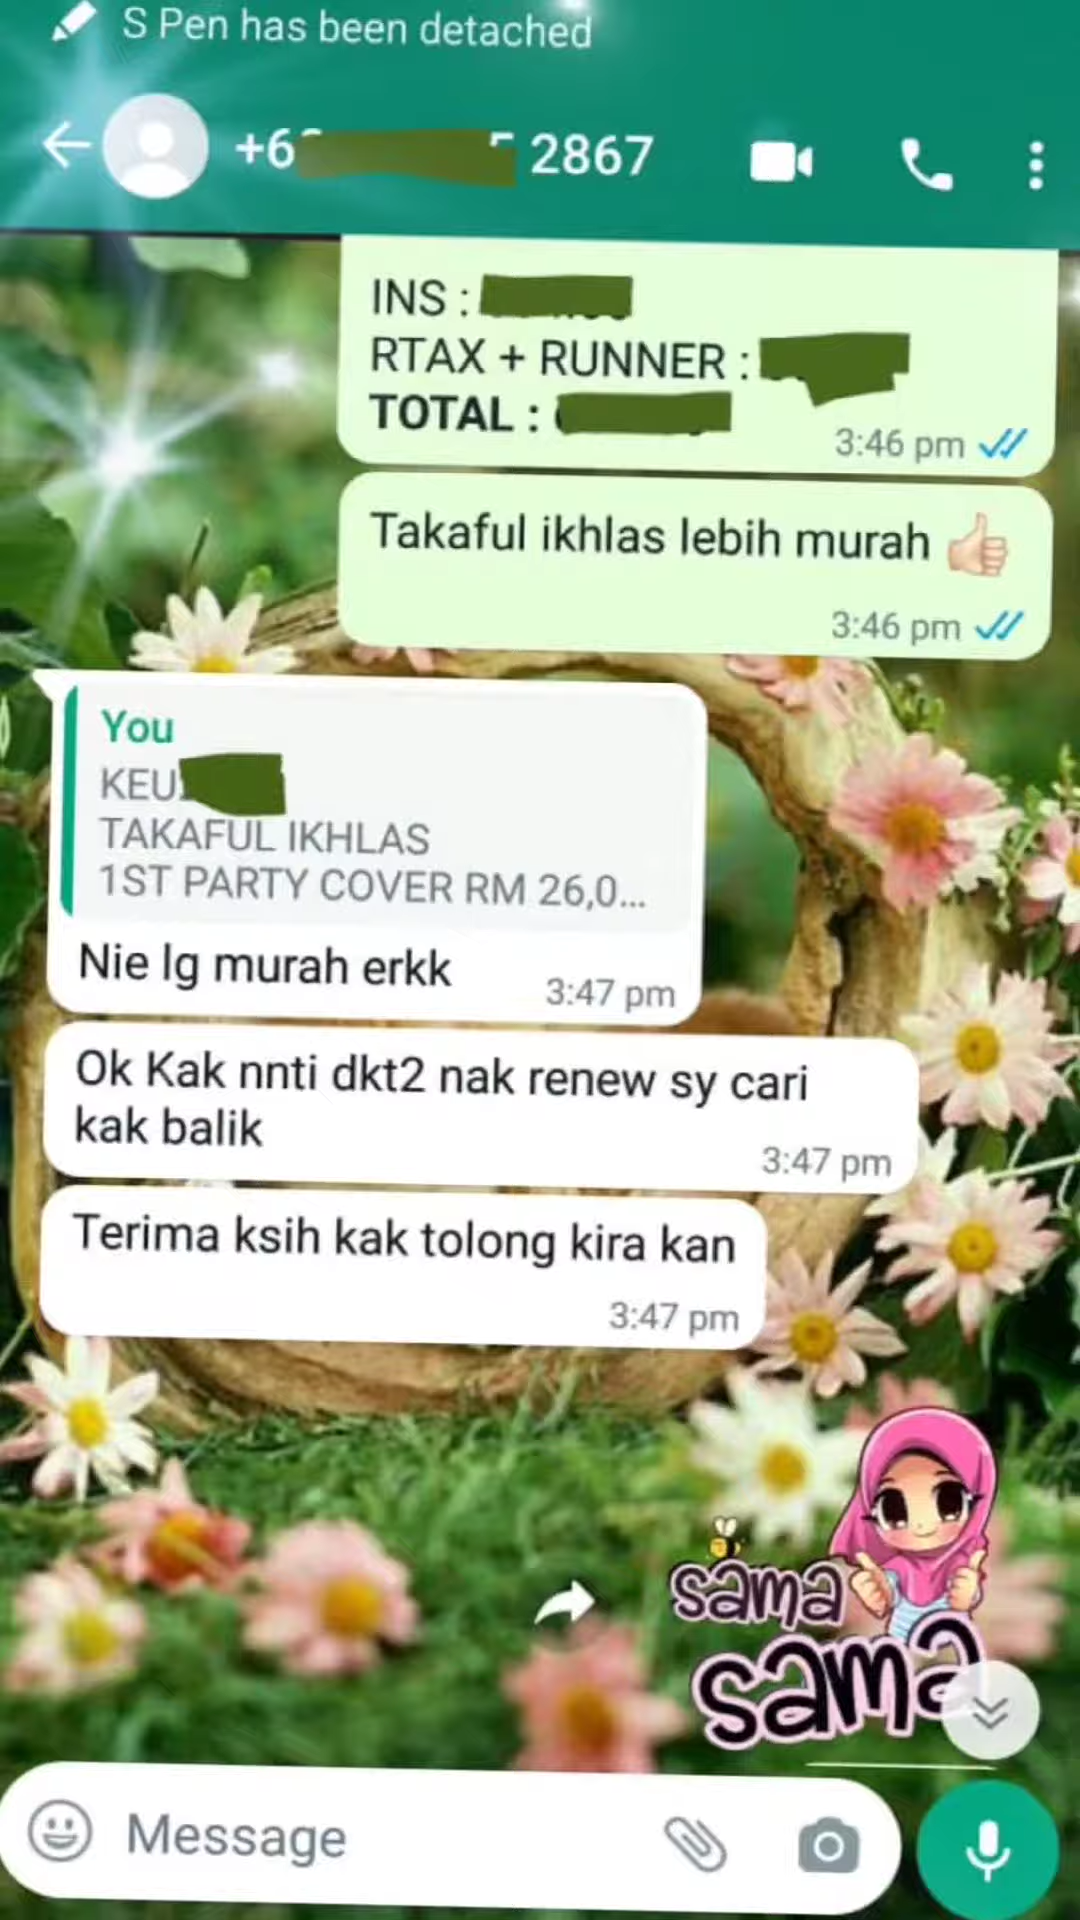 S Pen has been detached
+6 2867
INS :
RTAX + RUNNER :
TOTAL :
3:46 pm
Takaful ikhlas lebih murah 👍🏻
3:46 pm
You
KEU
TAKAFUL IKHLAS
1ST PARTY COVER RM 26,0...
Nie lg murah erkk
3:47 pm
Ok Kak nnti dkt2 nak renew sy cari
kak balik
3:47 pm
Terima ksih kak tolong kira kan
3:47 pm
sama
sama
Message